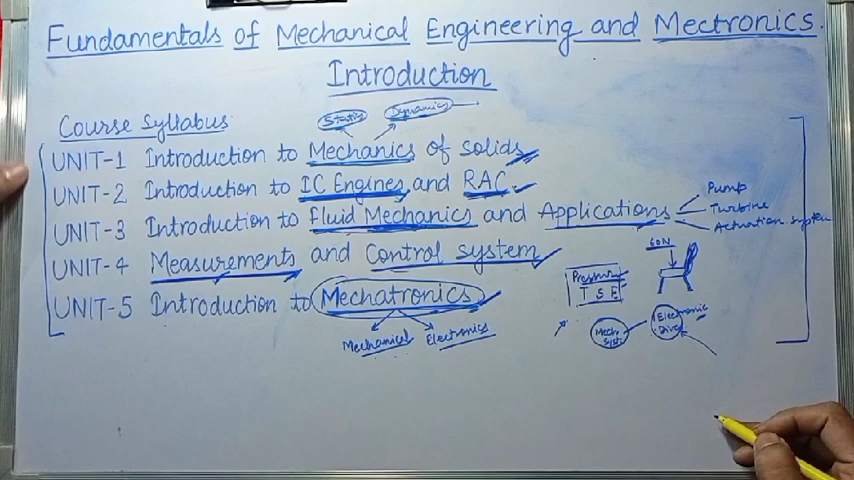 Fundamentals of Mechanical Engineering and Mectronics.
Introduction
Statics Dynamics
Course Syllabus
UNIT-1 Introduction to Mechanics of solids
UNIT-2 Introduction to IC Engines, and RAC.
UNIT-3 Introduction to Fluid Mechanics and Applications
Pump
Turbine
Actuation system
UNIT-4 Measurements and Control system
UNIT-5 Introduction to Mechatronics
Mechanical Electronics
60N
Pressure
T S F
Mech. Syst.
Electronic